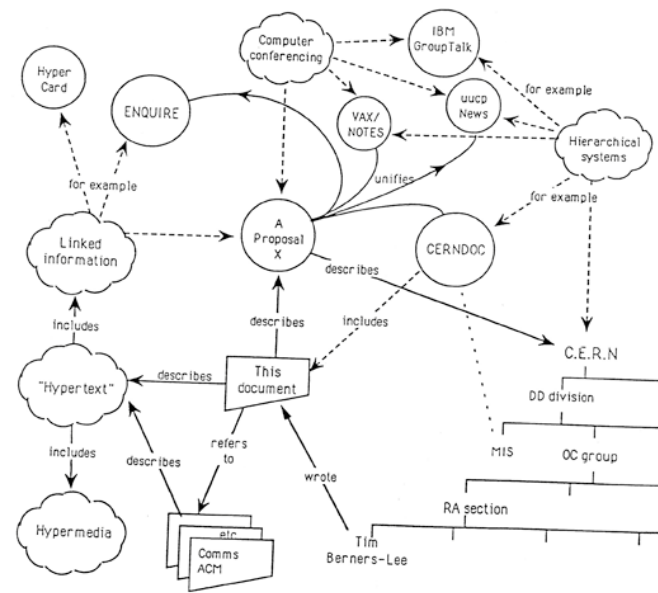 IBM
GroupTalk
Computer
conferencing
Hyper
Card
ENQUIRE
uucp
News
for example
VAX/
NOTES
Hierarchical
systems
unifies
for example
for example
A
Proposal
X
Linked
information
CERNDOC
describes
includes
describes
includes
C.E.R.N
This
document
describes
"Hypertext"
DD division
refers
to
MIS
OC group
includes
describes
wrote
RA section
Hypermedia
etc
Comms
ACM
Tim
Berners-Lee